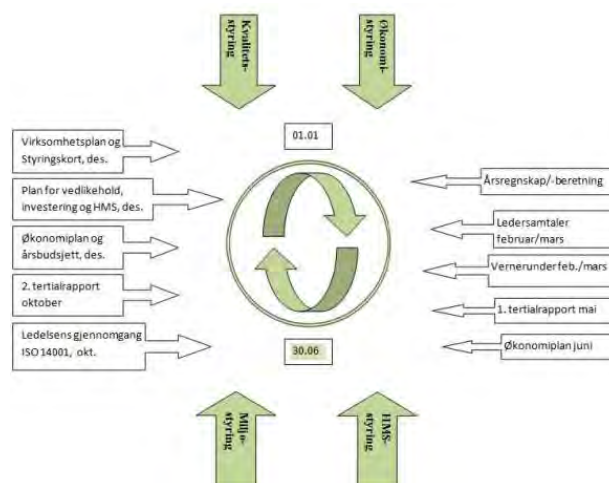 Kvalitets-
styring
Økonomi-
styring
01.01
Virksomhetsplan og
Styringskort, des.
Plan for vedlikehold,
investering og HMS, des.
Økonomiplan og
årsbudsjett, des.
2. tertialrapport
oktober
Ledelsens gjennomgang
ISO 14001, okt.
Årsregnskap/-beretning
Ledersamtaler
februar/mars
Vernerunder feb./mars
1. tertialrapport mai
Økonomiplan juni
30.06
Miljø-
styring
HMS-
styring